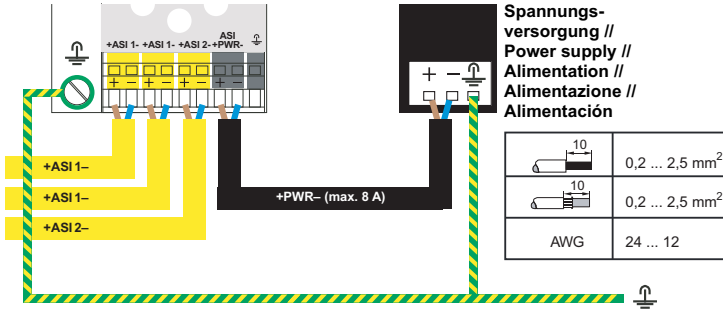 +ASI 1- +ASI 1- +ASI 2- ASI +PWR-
+ - + - + - + -
+ASI 1–
+ASI 1–
+ASI 2–
+PWR– (max. 8 A)
+ –
Spannungs-
versorgung //
Power supply //
Alimentation //
Alimentazione //
Alimentación
10
0,2 ... 2,5 mm²
10
0,2 ... 2,5 mm²
AWG 24 ... 12